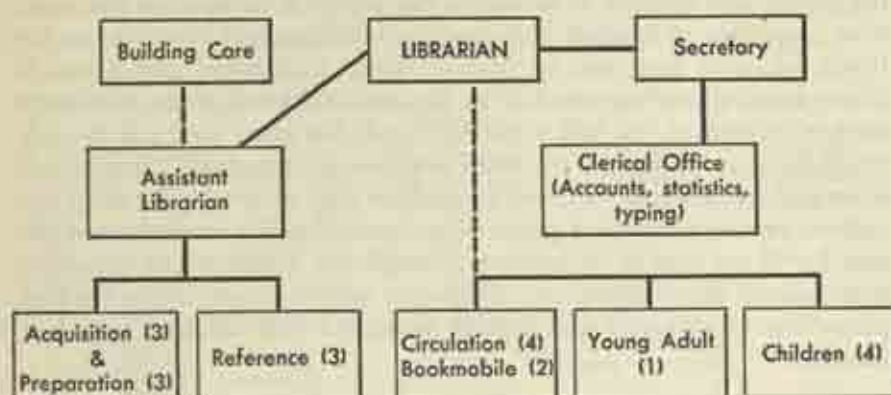 Building Care
LIBRARIAN
Secretory
Assistant
Librarian
Clerical Office
(Accounts, statistics,
typing)
Acquisition (3)
&
Preparation (3)
Reference (3)
Circulation (4)
Bookmobile (2)
Young Adult
(1)
Children (4)